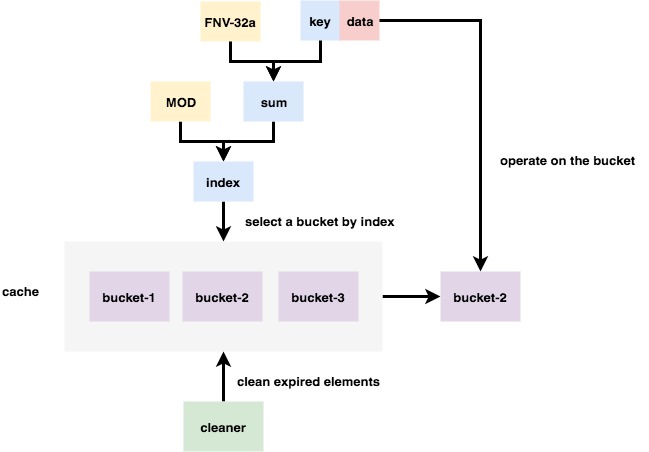 FNV-32a
key
data
MOD
sum
operate on the bucket
index
select a bucket by index
cache
bucket-1
bucket-2
bucket-3
bucket-2
clean expired elements
cleaner